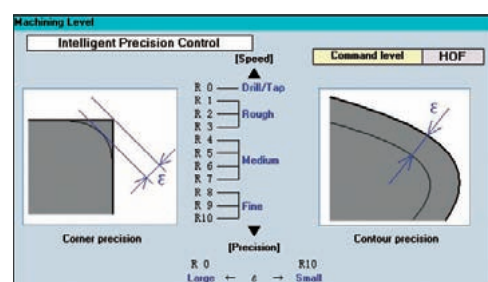 Machining Level
Intelligent Precision Control
[Speed]
Command level HOF
R 0 Drill/Tap
R 1
R 2 Rough
R 3
R 4
R 5
R 6 Medium
R 7
R 8
R 9 Fine
R10
ε
ε
Corner precision
Contour precision
[Precision]
R 0 R10
Large ← ε → Small